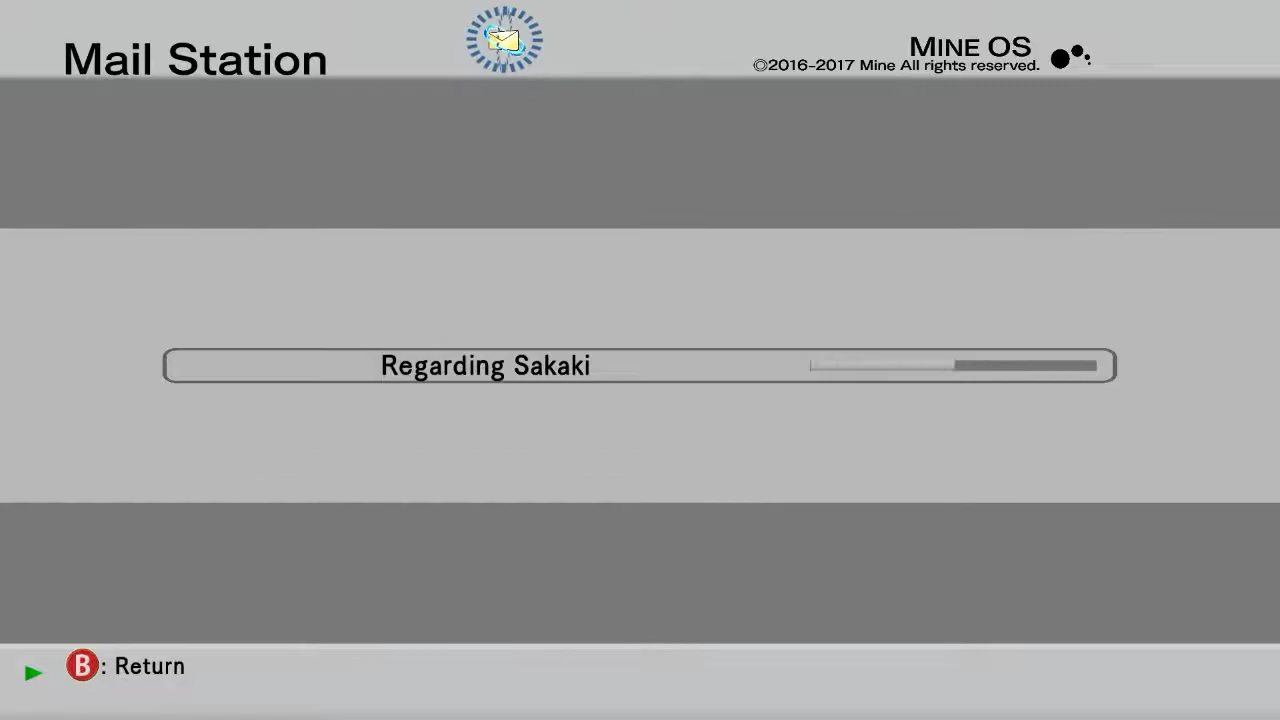 Mail Station
MINE OS
©2016-2017 Mine All rights reserved.
Regarding Sakaki
B: Return